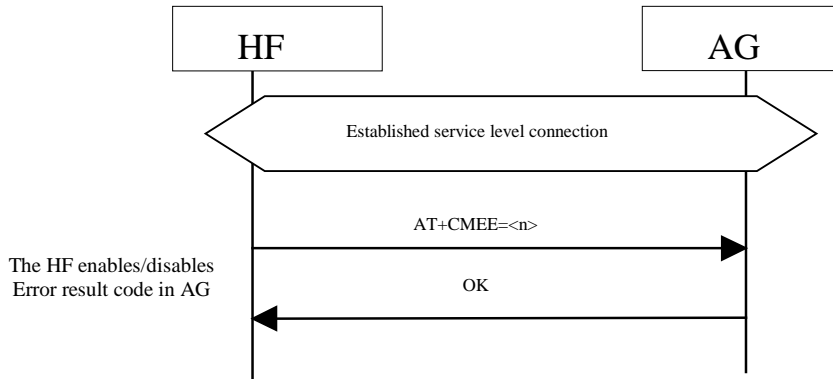 HF
AG
Established service level connection
AT+CMEE=<n>
The HF enables/disables
Error result code in AG
OK